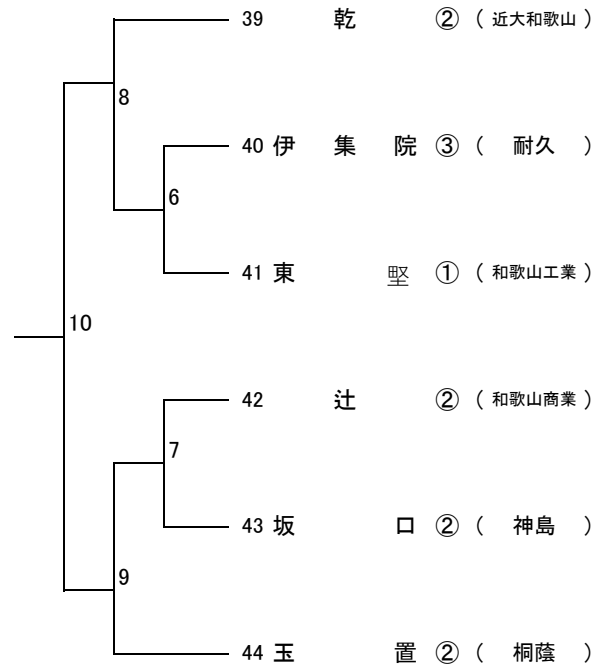 39 乾 ② ( 近大和歌山 )
8
40 伊集院 ③ ( 耐久 )
6
41 東 堅 ① ( 和歌山工業 )
10
42 辻 ② ( 和歌山商業 )
7
43 坂口 ② ( 神島 )
9
44 玉置 ② ( 桐蔭 )